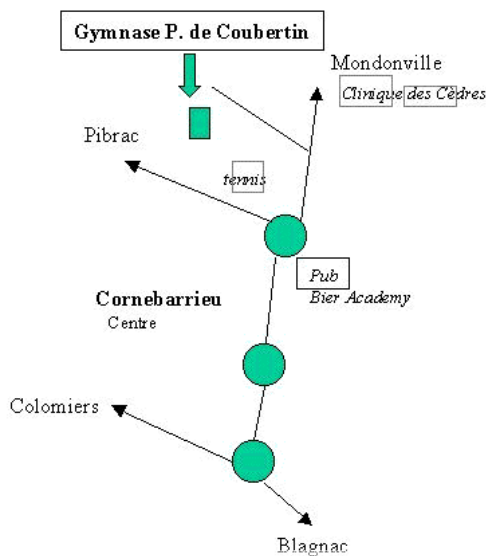 Gymnase P. de Coubertin
Mondonville
Clinique des Cèdres
Pibrac
tennis
Pub
Bier Academy
Cornebarrieu
Centre
Colomiers
Blagnac